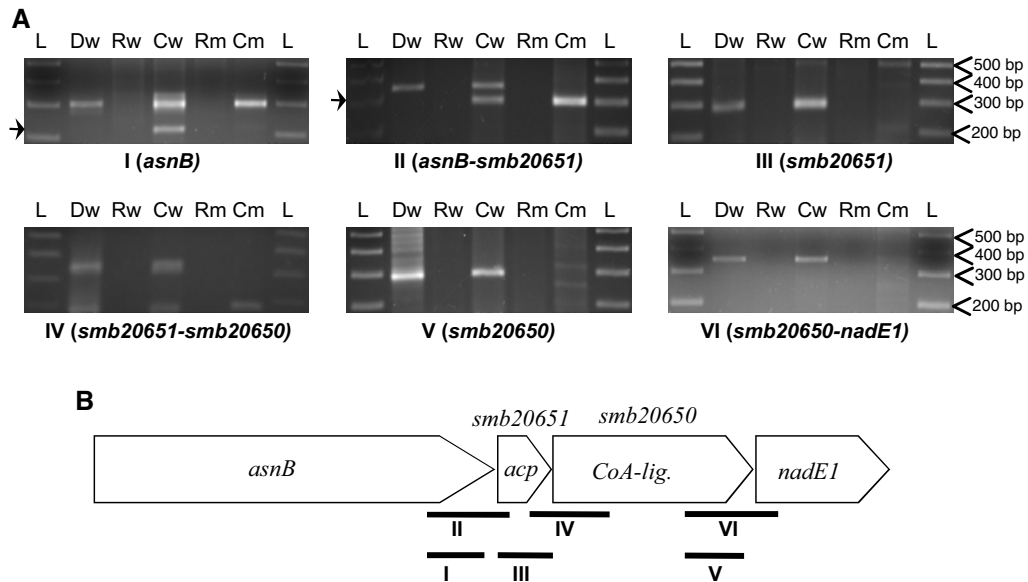 A
L Dw Rw Cw Rm Cm L
L Dw Rw Cw Rm Cm L
L Dw Rw Cw Rm Cm L
500 bp
400 bp
300 bp
200 bp
I (asnB)
II (asnB-smb20651)
III (smb20651)
L Dw Rw Cw Rm Cm L
L Dw Rw Cw Rm Cm L
L Dw Rw Cw Rm Cm L
500 bp
400 bp
300 bp
200 bp
IV (smb20651-smb20650)
V (smb20650)
VI (smb20650-nadE1)
B
smb20651
smb20650
asnB
acp
CoA-lig.
nadE1
II
IV
VI
I
III
V